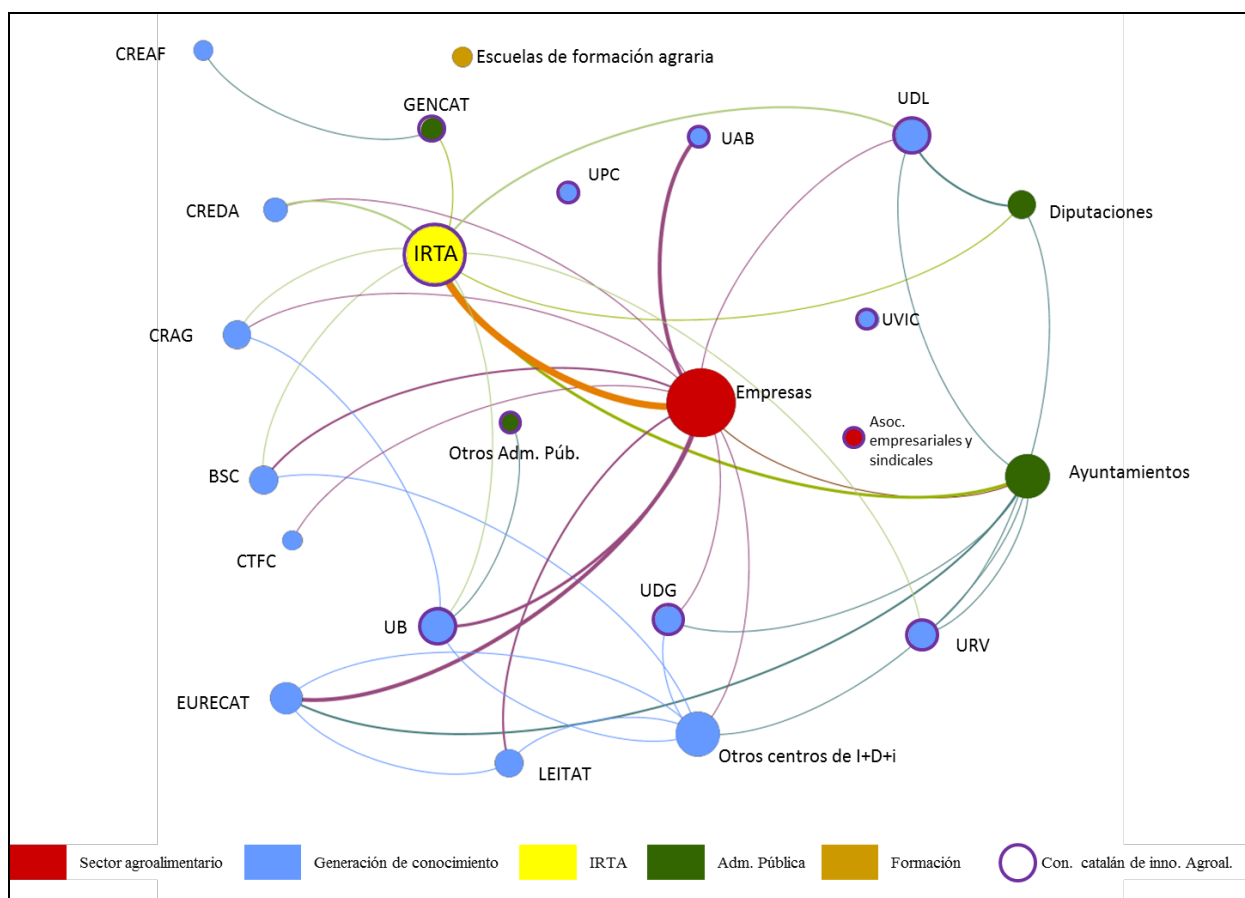 CREAF
Escuelas de formación agraria
GENCAT
UDL
UAB
UPC
CREDA
Diputaciones
IRTA
UVIC
CRAG
Empresas
Asoc.
empresariales y
sindicales
Otros Adm. Púb.
BSC
Ayuntamientos
CTFC
UDG
UB
URV
EURECAT
Otros centros de I+D+i
LEITAT
Sector agroalimentario
Generación de conocimiento
IRTA
Adm. Pública
Formación
Con. catalán de inno. Agroal.